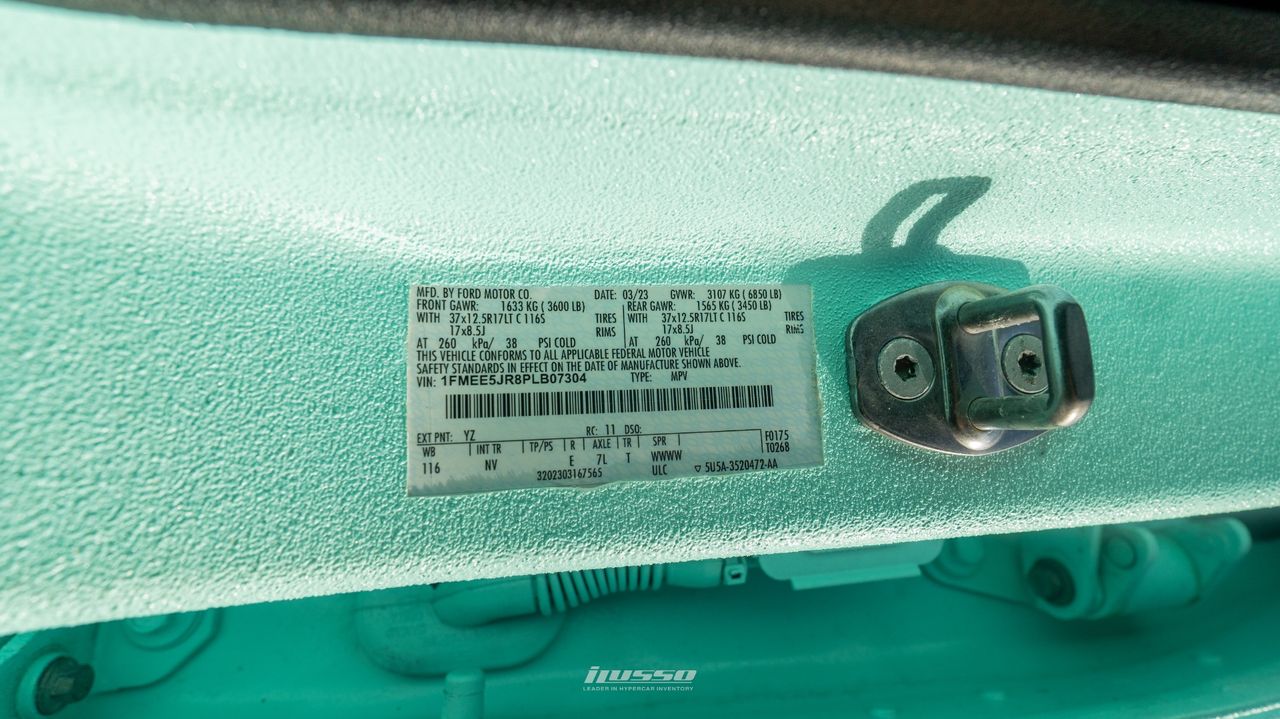 MFD. BY FORD MOTOR CO. DATE: 03/23 GVWR: 3107 KG ( 6850 LB)
FRONT GAWR: 1633 KG ( 3600 LB) REAR GAWR: 1565 KG ( 3450 LB)
WITH 37x12.5R17LT C 116S TIRES WITH 37x12.5R17LT C 116S TIRES
17x8.5J RIMS 17x8.5J RIMS
AT 260 kPa/ 38 PSI COLD AT 260 kPa/ 38 PSI COLD
THIS VEHICLE CONFORMS TO ALL APPLICABLE FEDERAL MOTOR VEHICLE
SAFETY STANDARDS IN EFFECT ON THE DATE OF MANUFACTURE SHOWN ABOVE.
VIN: 1FMEE5JR8PLB07304 TYPE: MPV
EXT PNT: YZ RC: 11 DSO: F0175
WB INT TR TP/PS R AXLE TR SPR T0268
116 NV E 7L T WWWW
3202303167565 ULC ▽ 5U5A-3520472-AA
ilusso
LEADER IN HYPERCAR INVENTORY